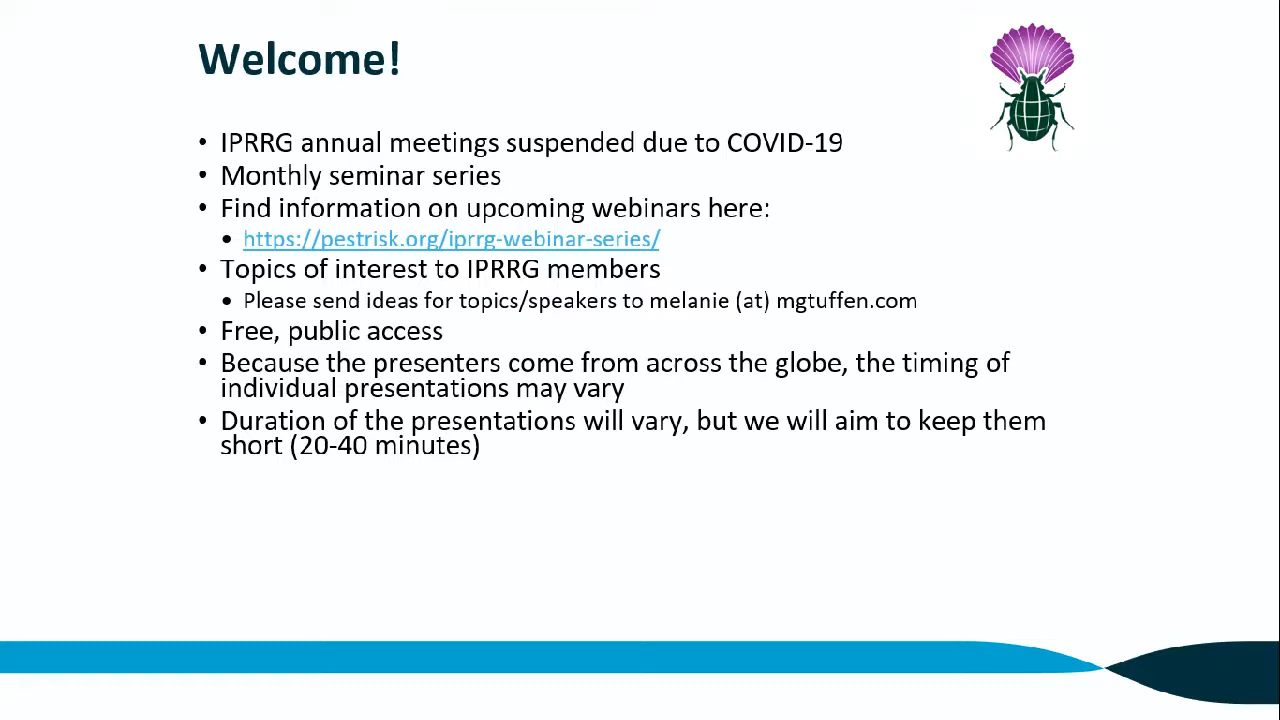 Welcome!
• IPRRG annual meetings suspended due to COVID-19
• Monthly seminar series
• Find information on upcoming webinars here:
• https://pestrisk.org/iprrg-webinar-series/
• Topics of interest to IPRRG members
• Please send ideas for topics/speakers to melanie (at) mgtuffen.com
• Free, public access
• Because the presenters come from across the globe, the timing of
individual presentations may vary
• Duration of the presentations will vary, but we will aim to keep them
short (20-40 minutes)